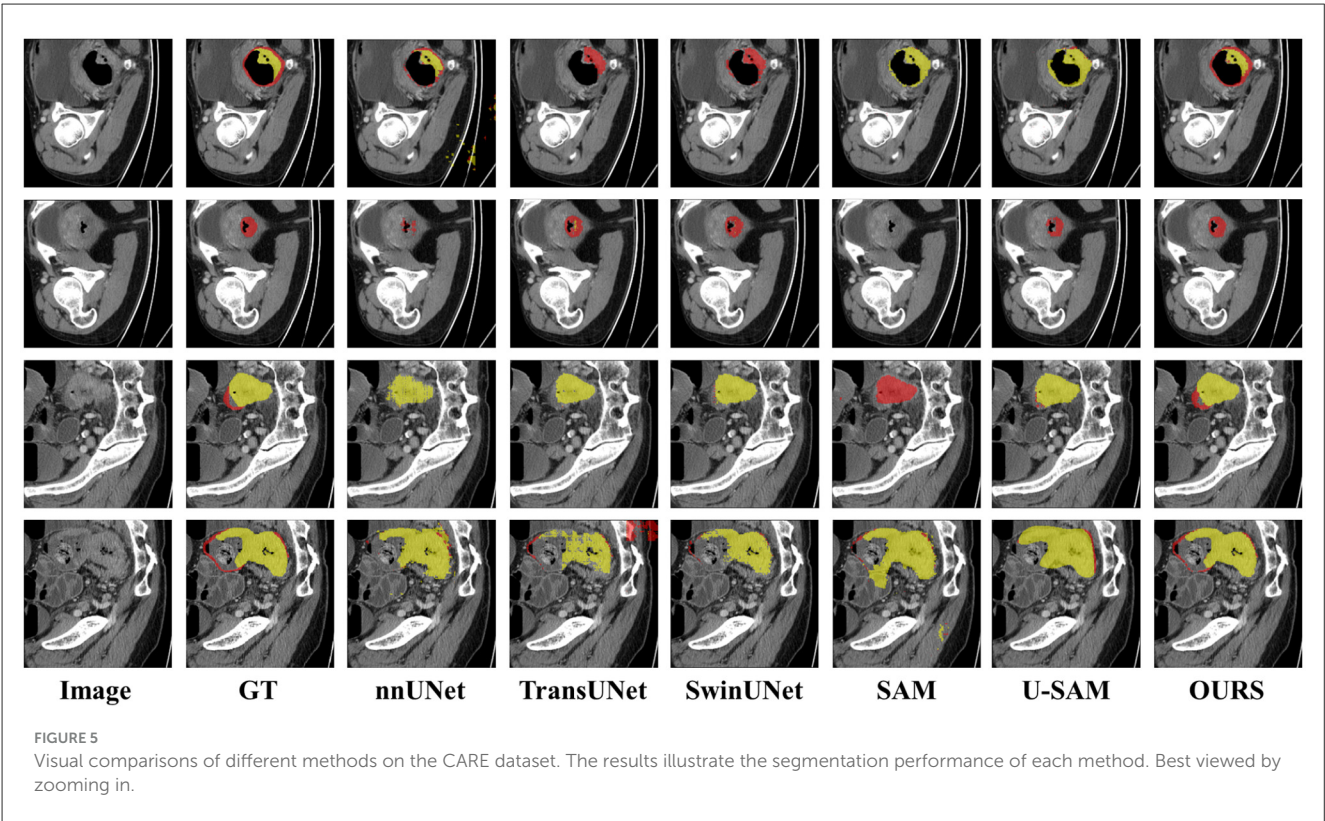 Image GT nnUNet TransUNet SwinUNet SAM U-SAM OURS
FIGURE 5
Visual comparisons of different methods on the CARE dataset. The results illustrate the segmentation performance of each method. Best viewed by
zooming in.